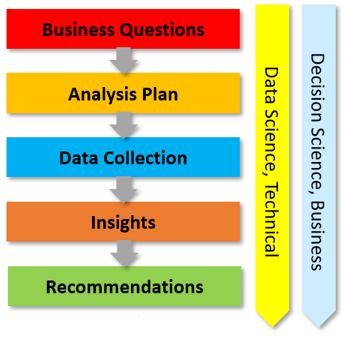 Business Questions
Analysis Plan
Data Collection
Insights
Recommendations
Data Science, Technical
Decision Science, Business